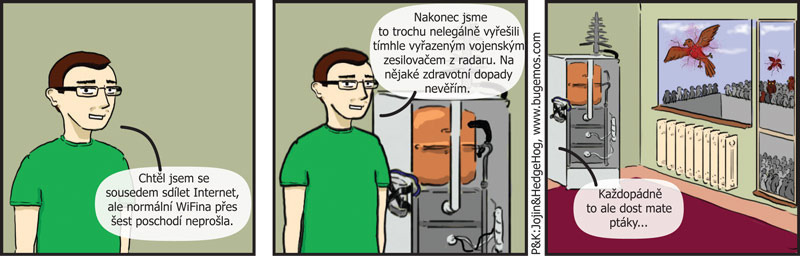 Chtěl jsem se
sousedem sdílet Internet,
ale normální WiFina přes
šest poschodí neprošla.
Nakonec jsme
to trochu nelegálně vyřešili
tímhle vyřazeným vojenským
zesilovačem z radaru. Na
nějaké zdravotní dopady
nevěřím.
P&K:Jojin&HedgeHog, www.bugemos.com
Každopádně
to ale dost mate
ptáky...